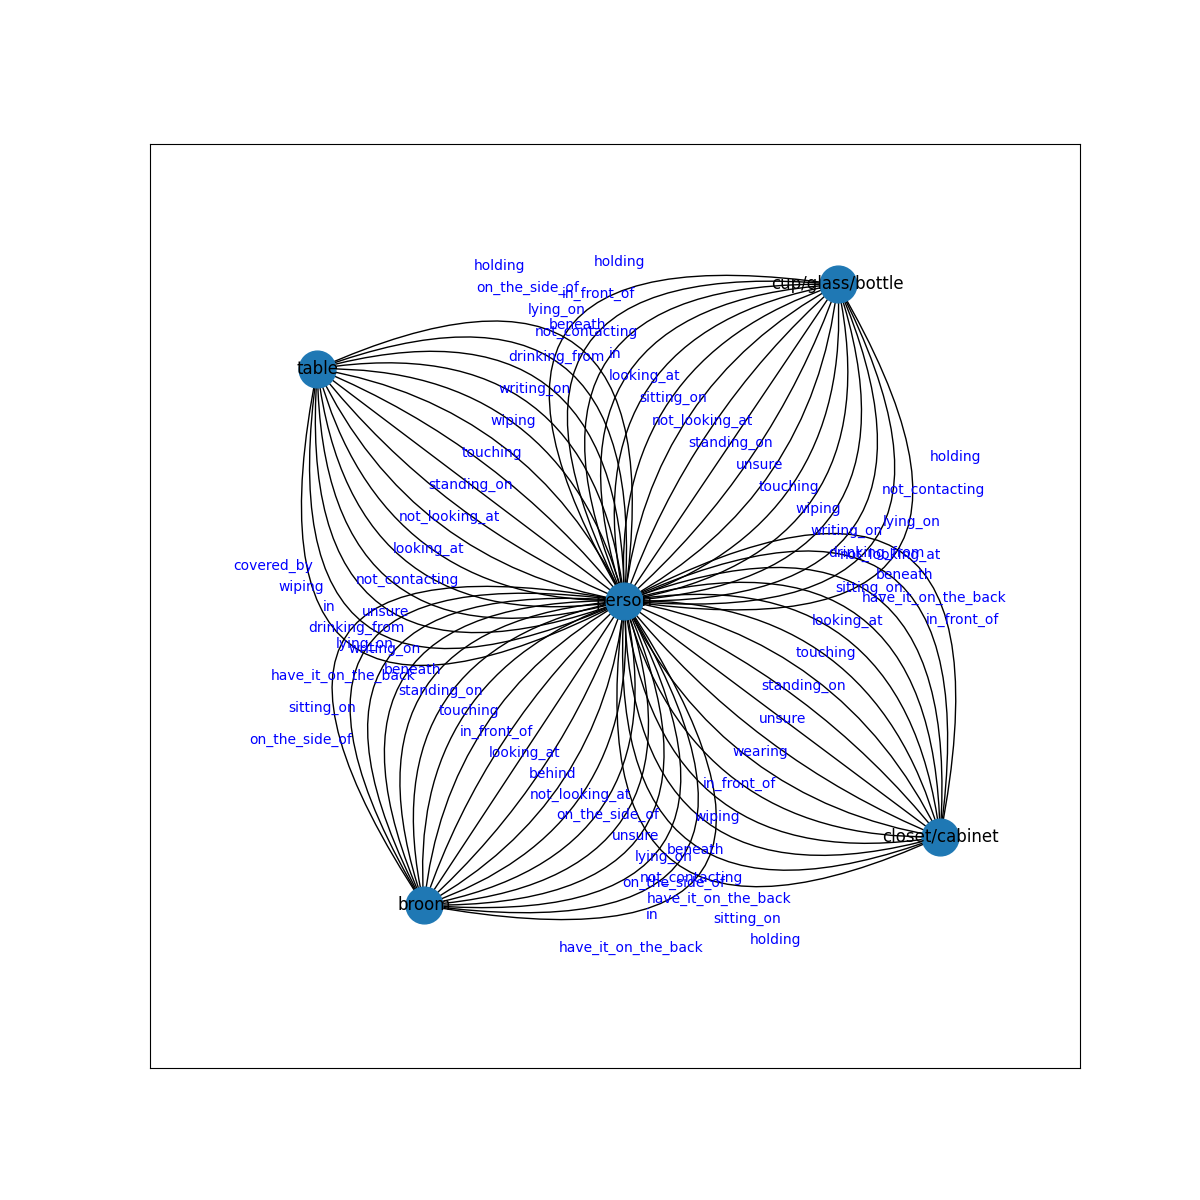 holding
holding
on_the_side_of
in_front_of
cup/glass/bottle
lying_on
beneath
not_contacting
in
drinking_from
table
looking_at
writing_on
sitting_on
wiping
not_looking_at
standing_on
touching
holding
unsure
standing_on
touching
not_contacting
wiping
not_looking_at
lying_on
writing_on
looking_at
drinking_from
not_looking_at
covered_by
beneath
not_contacting
wiping
sitting_on
have_it_on_the_back
person
in
unsure
in_front_of
looking_at
drinking_from
lying_on
writing_on
touching
beneath
have_it_on_the_back
standing_on
standing_on
sitting_on
touching
unsure
in_front_of
on_the_side_of
looking_at
wearing
behind
in_front_of
not_looking_at
on_the_side_of
wiping
unsure
closet/cabinet
beneath
lying_on
not_contacting
on_the_side_of
have_it_on_the_back
broom
in
sitting_on
holding
have_it_on_the_back